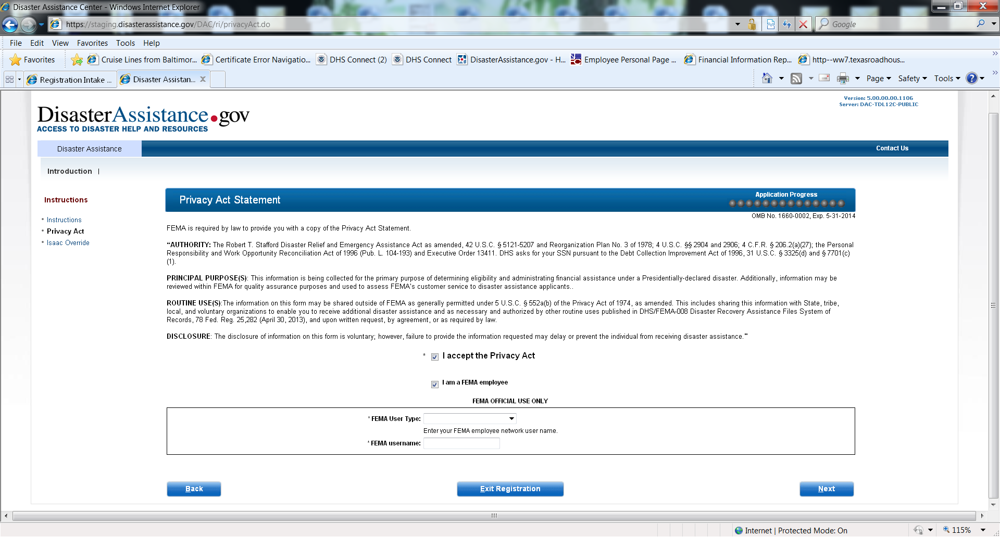 Disaster Assistance Center - Windows Internet Explorer
https://staging.disasterassistance.gov/DAC/ri/privacyAct.do
Google
File Edit View Favorites Tools Help
Favorites Cruise Lines from Baltimor... Certificate Error Navigatio... DHS Connect (2) DHS Connect DisasterAssistance.gov - H... Employee Personal Page ... Financial Information Rep... http--ww7.texasroadhous...
Registration Intake ... Disaster Assistan... Page Safety Tools
Version: 5.00.00.00.1106
Server: DAC-TDL12C-PUBLIC
DisasterAssistance.gov
ACCESS TO DISASTER HELP AND RESOURCES
Disaster Assistance Contact Us
Introduction |
Instructions
• Instructions
• Privacy Act
• Isaac Override
Privacy Act Statement
Application Progress
OMB No. 1660-0002, Exp. 5-31-2014
FEMA is required by law to provide you with a copy of the Privacy Act Statement.
“AUTHORITY: The Robert T. Stafford Disaster Relief and Emergency Assistance Act as amended, 42 U.S.C. § 5121-5207 and Reorganization Plan No. 3 of 1978; 4 U.S.C. §§ 2904 and 2906; 4 C.F.R. § 206.2(a)(27); the Personal
Responsibility and Work Opportunity Reconciliation Act of 1996 (Pub. L. 104-193) and Executive Order 13411. DHS asks for your SSN pursuant to the Debt Collection Improvement Act of 1996, 31 U.S.C. § 3325(d) and § 7701(c)
(1).
PRINCIPAL PURPOSE(S): This information is being collected for the primary purpose of determining eligibility and administrating financial assistance under a Presidentially-declared disaster. Additionally, information may be
reviewed within FEMA for quality assurance purposes and used to assess FEMA's customer service to disaster assistance applicants..
ROUTINE USE(S):The information on this form may be shared outside of FEMA as generally permitted under 5 U.S.C. § 552a(b) of the Privacy Act of 1974, as amended. This includes sharing this information with State, tribe,
local, and voluntary organizations to enable you to receive additional disaster assistance and as necessary and authorized by other routine uses published in DHS/FEMA-008 Disaster Recovery Assistance Files System of
Records, 78 Fed. Reg. 25,282 (April 30, 2013), and upon written request, by agreement, or as required by law.
DISCLOSURE: The disclosure of information on this form is voluntary; however, failure to provide the information requested may delay or prevent the individual from receiving disaster assistance."
* I accept the Privacy Act
I am a FEMA employee
FEMA OFFICIAL USE ONLY
* FEMA User Type:
Enter your FEMA employee network user name.
* FEMA username:
Back Exit Registration Next
Internet | Protected Mode: On 115%